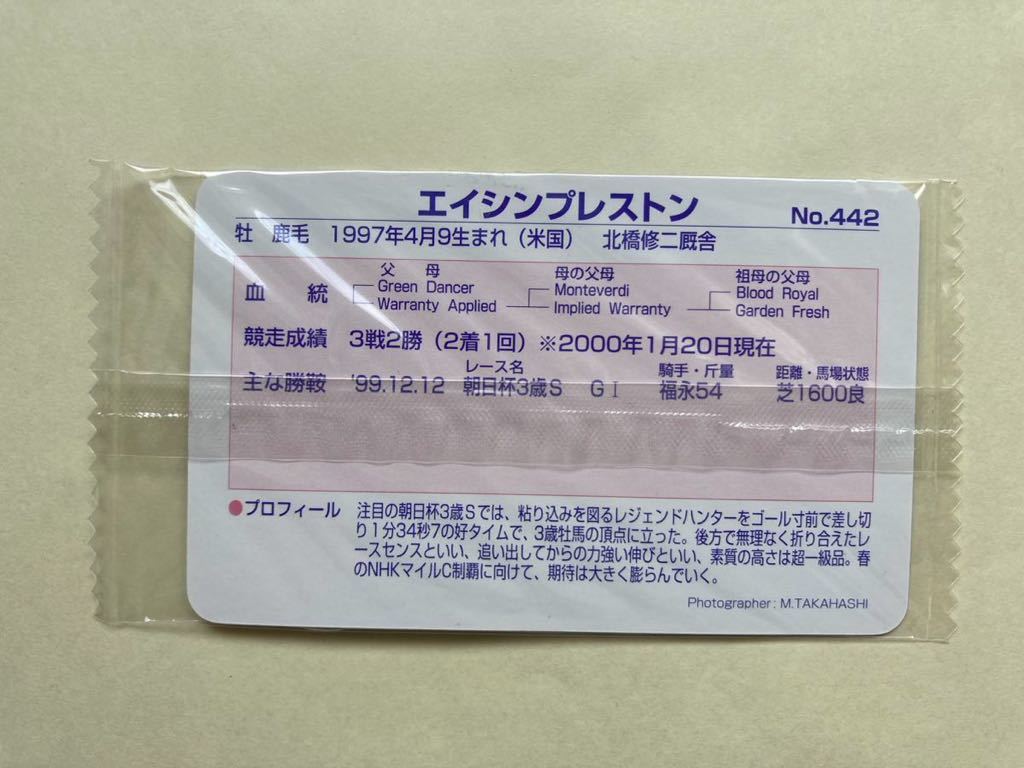 エイシンプレストン No.442
牡 鹿毛 1997年4月9生まれ（米国） 北橋修二厩舎
父 母 母の父母 祖母の父母
血 統 Green Dancer Monteverdi Blood Royal
Warranty Applied Implied Warranty Garden Fresh
競走成績 3戦2勝（2着1回）※2000年1月20日現在
レース名 騎手・斤量 距離・馬場状態
主な勝鞍 '99.12.12 朝日杯3歳S GⅠ 福永54 芝1600良
●プロフィール 注目の朝日杯3歳Sでは、粘り込みを図るレジェンドハンターをゴール寸前で差し切
り1分34秒7の好タイムで、3歳牡馬の頂点に立った。後方で無理なく折り合えたレ
ースセンスといい、追い出してからの力強い伸びといい、素質の高さは超一級品。春
のNHKマイルC制覇に向けて、期待は大きく膨らんでいく。
Photographer : M.TAKAHASHI